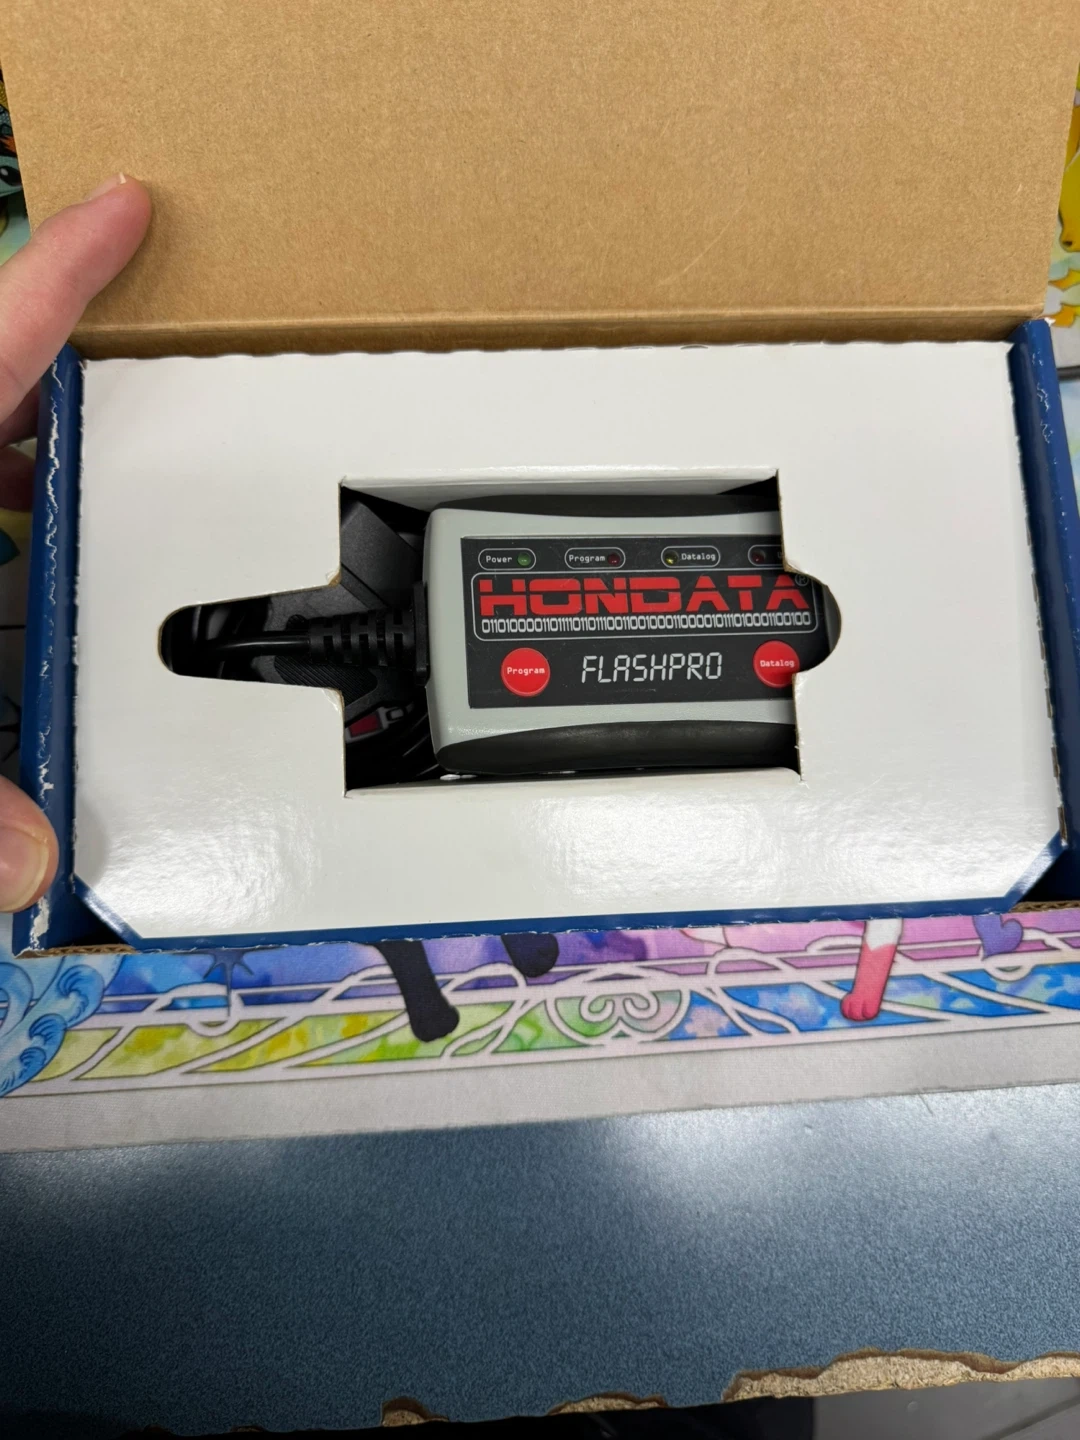 Power Program Datalog
HONDATA®
FLASHPRO
Program Datalog